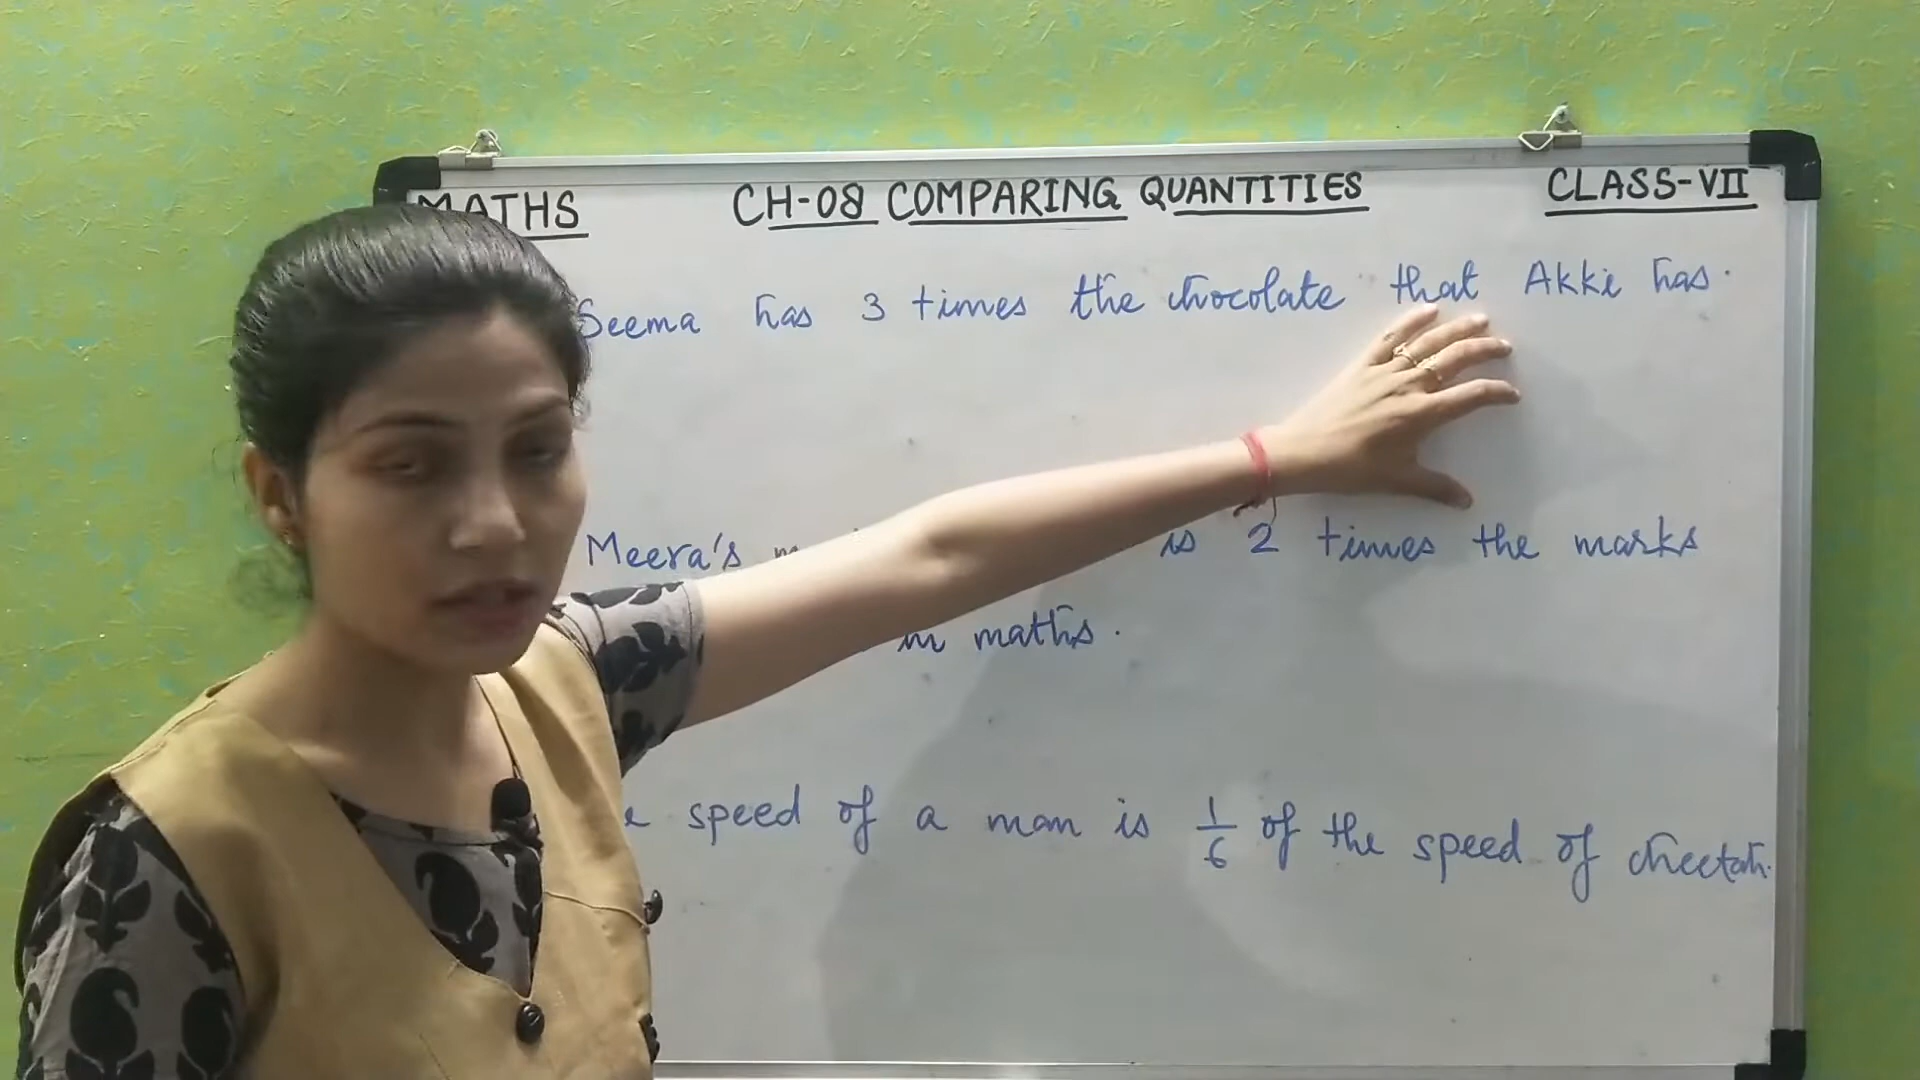 MATHS CH-08 COMPARING QUANTITIES CLASS-VII
Seema has 3 times the chocolate that Akki has.
Meera's is 2 times the marks
in maths.
speed of a man is 1/6 of the speed of cheetah.